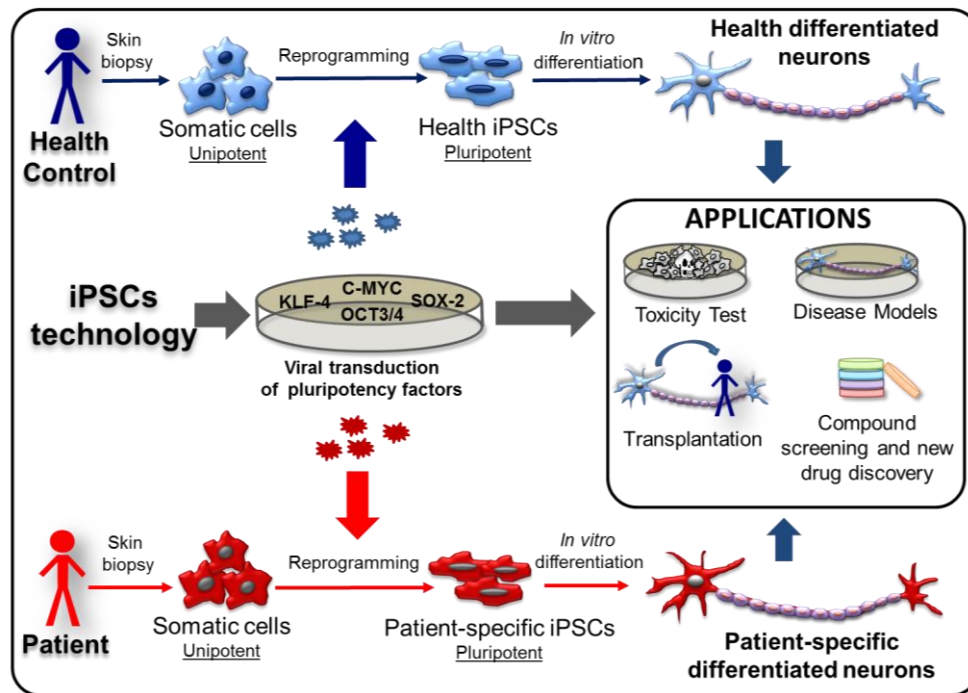 Skin
biopsy
Reprogramming
In vitro
differentiation
Health differentiated
neurons
Health
Control
Somatic cells
Unipotent
Health iPSCs
Pluripotent
iPSCs
technology
C-MYC
KLF-4
SOX-2
OCT3/4
Viral transduction
of pluripotency factors
APPLICATIONS
Toxicity Test
Disease Models
Transplantation
Compound
screening and new
drug discovery
Skin
biopsy
Reprogramming
In vitro
differentiation
Patient
Somatic cells
Unipotent
Patient-specific iPSCs
Pluripotent
Patient-specific
differentiated neurons